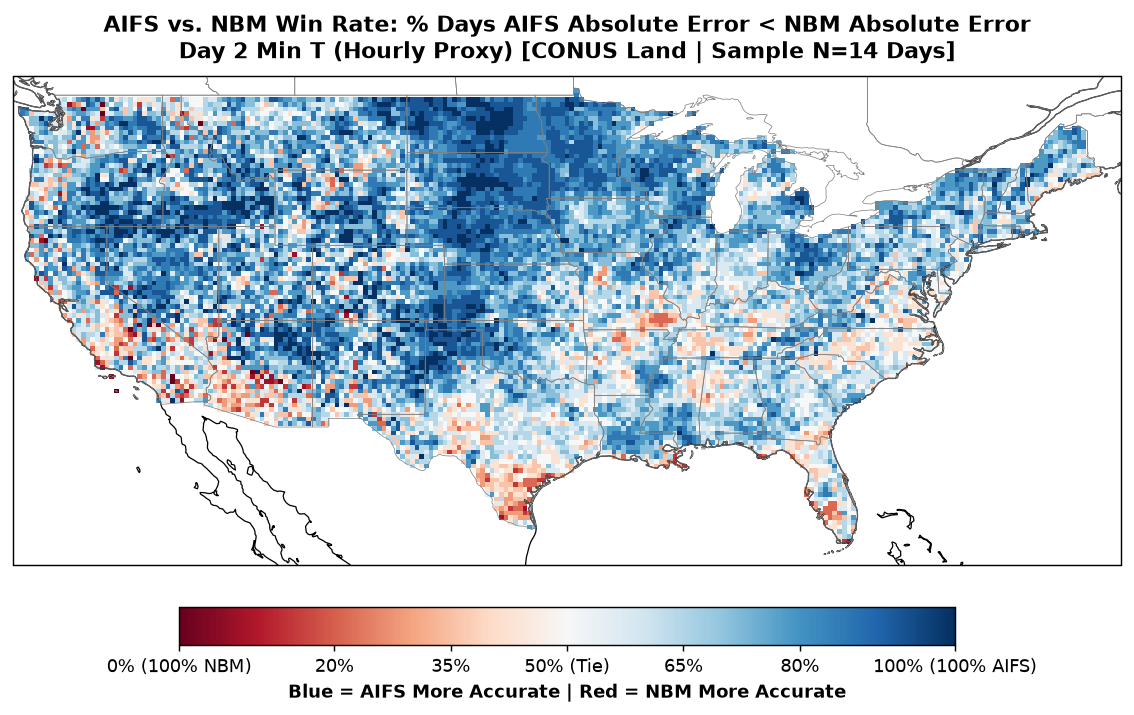 AIFS vs. NBM Win Rate: % Days AIFS Absolute Error < NBM Absolute Error
Day 2 Min T (Hourly Proxy) [CONUS Land | Sample N=14 Days]
0% (100% NBM) 20% 35% 50% (Tie) 65% 80% 100% (100% AIFS)
Blue = AIFS More Accurate | Red = NBM More Accurate